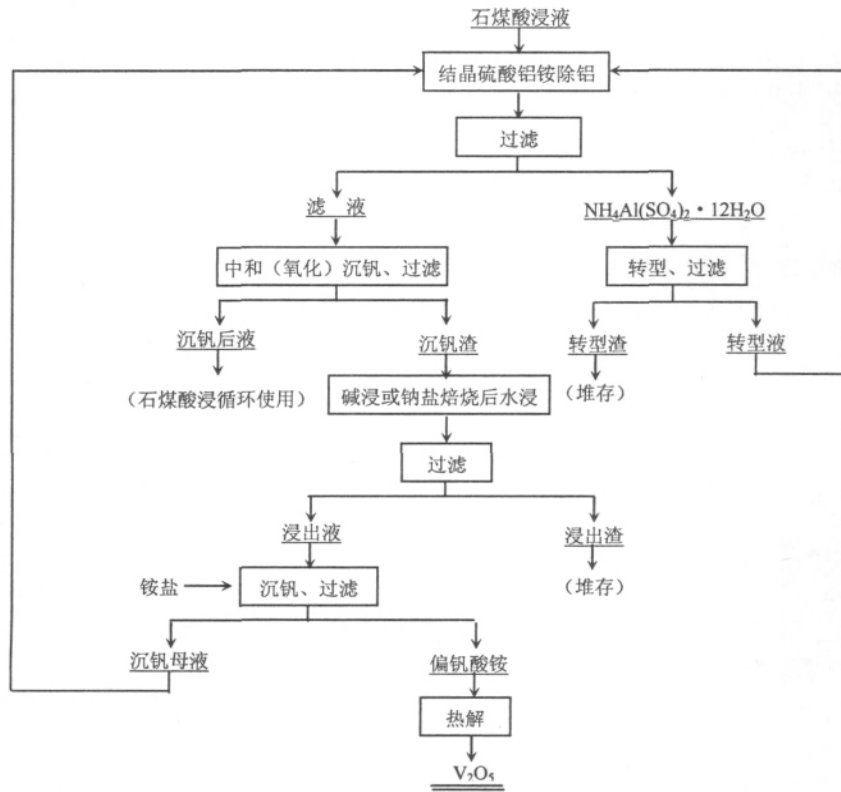 石煤酸浸液
结晶硫酸铝铵除铝
过滤
滤 液
NH₄Al(SO₄)₂·12H₂O
中和（氧化）沉钒、过滤
转型、过滤
沉钒后液
沉钒渣
转型渣
转型液
（石煤酸浸循环使用）
碱浸或钠盐焙烧后水浸
（堆存）
过滤
浸出液
浸出渣
铵盐
沉钒、过滤
（堆存）
沉钒母液
偏钒酸铵
热解
V₂O₅